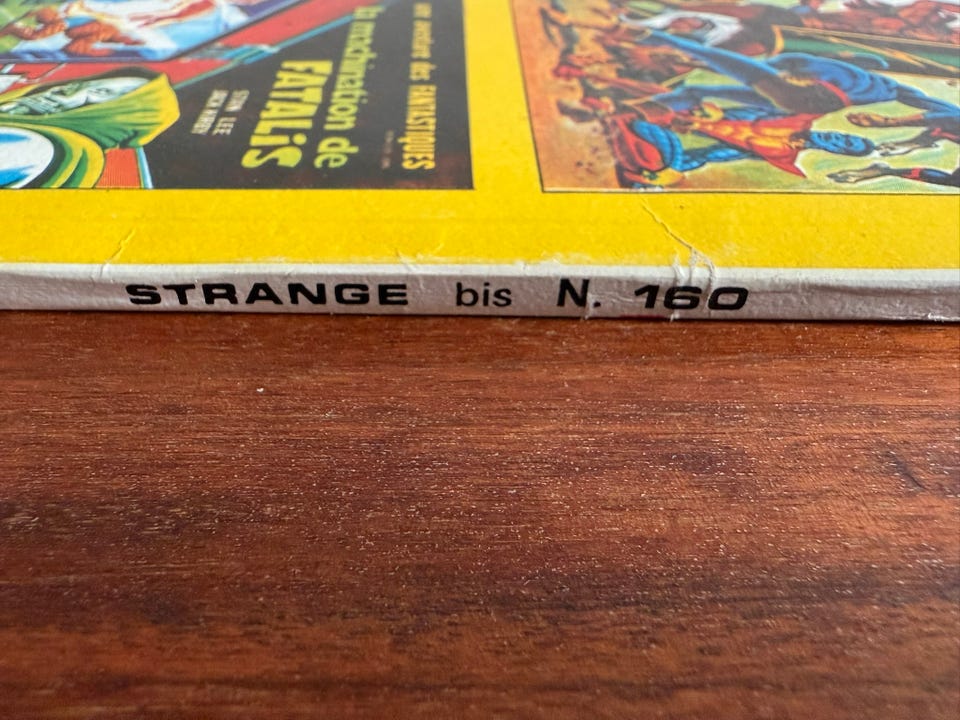 une aventure des FANTASTIQUES
la machination de
FATALiS
STAN LEE
JACK KIRBY
STRANGE bis N. 160